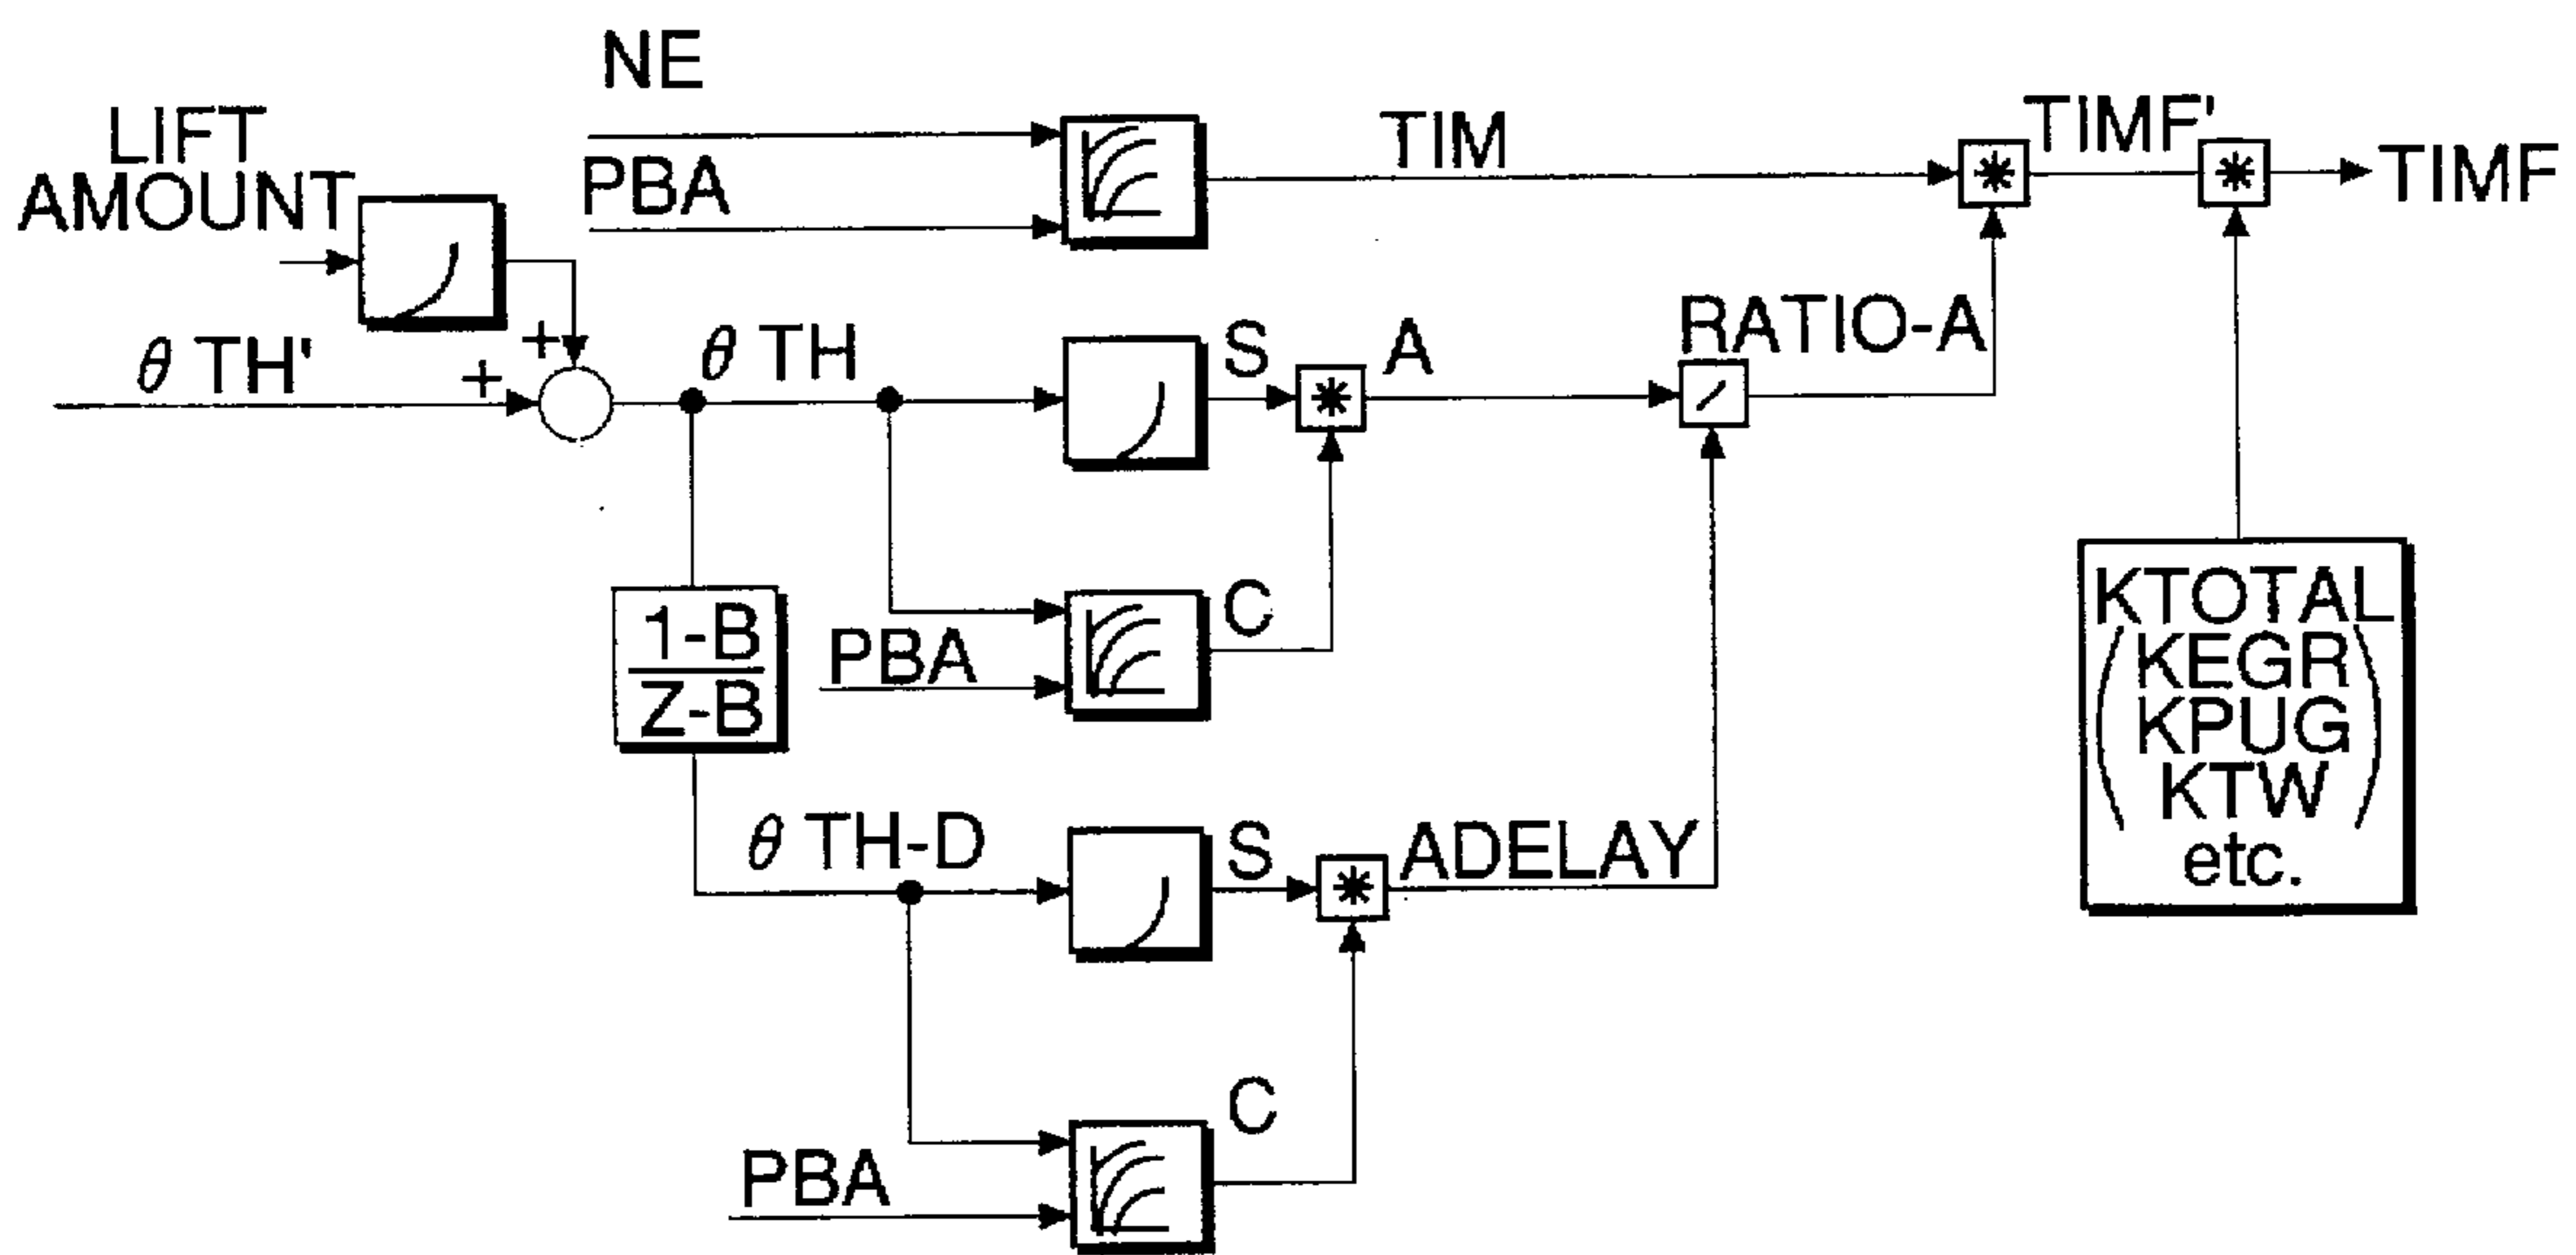 NE
LIFT
AMOUNT
PBA
TIM
TIMF'
TIMF
*
*
θ TH'
+
+
θ TH
S
*
A
RATIO-A
/
1-B
Z-B
PBA
C
KTOTAL
(KEGR
KPUG
KTW)
etc.
θ TH-D
S
*
ADELAY
PBA
C